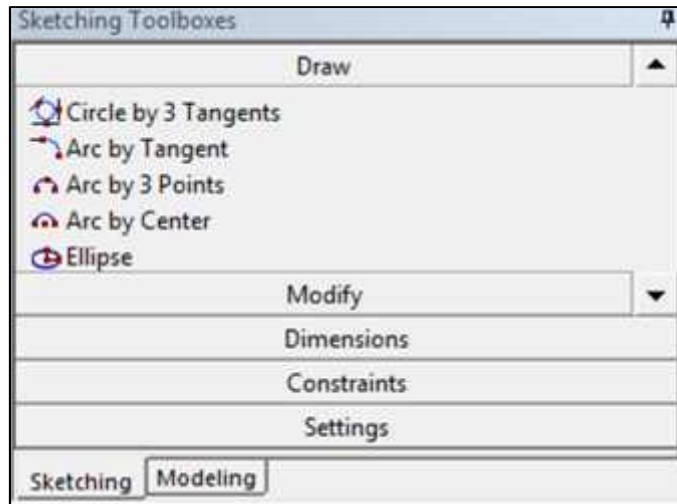 Sketching Toolboxes
Draw
Circle by 3 Tangents
Arc by Tangent
Arc by 3 Points
Arc by Center
Ellipse
Modify
Dimensions
Constraints
Settings
Sketching Modeling